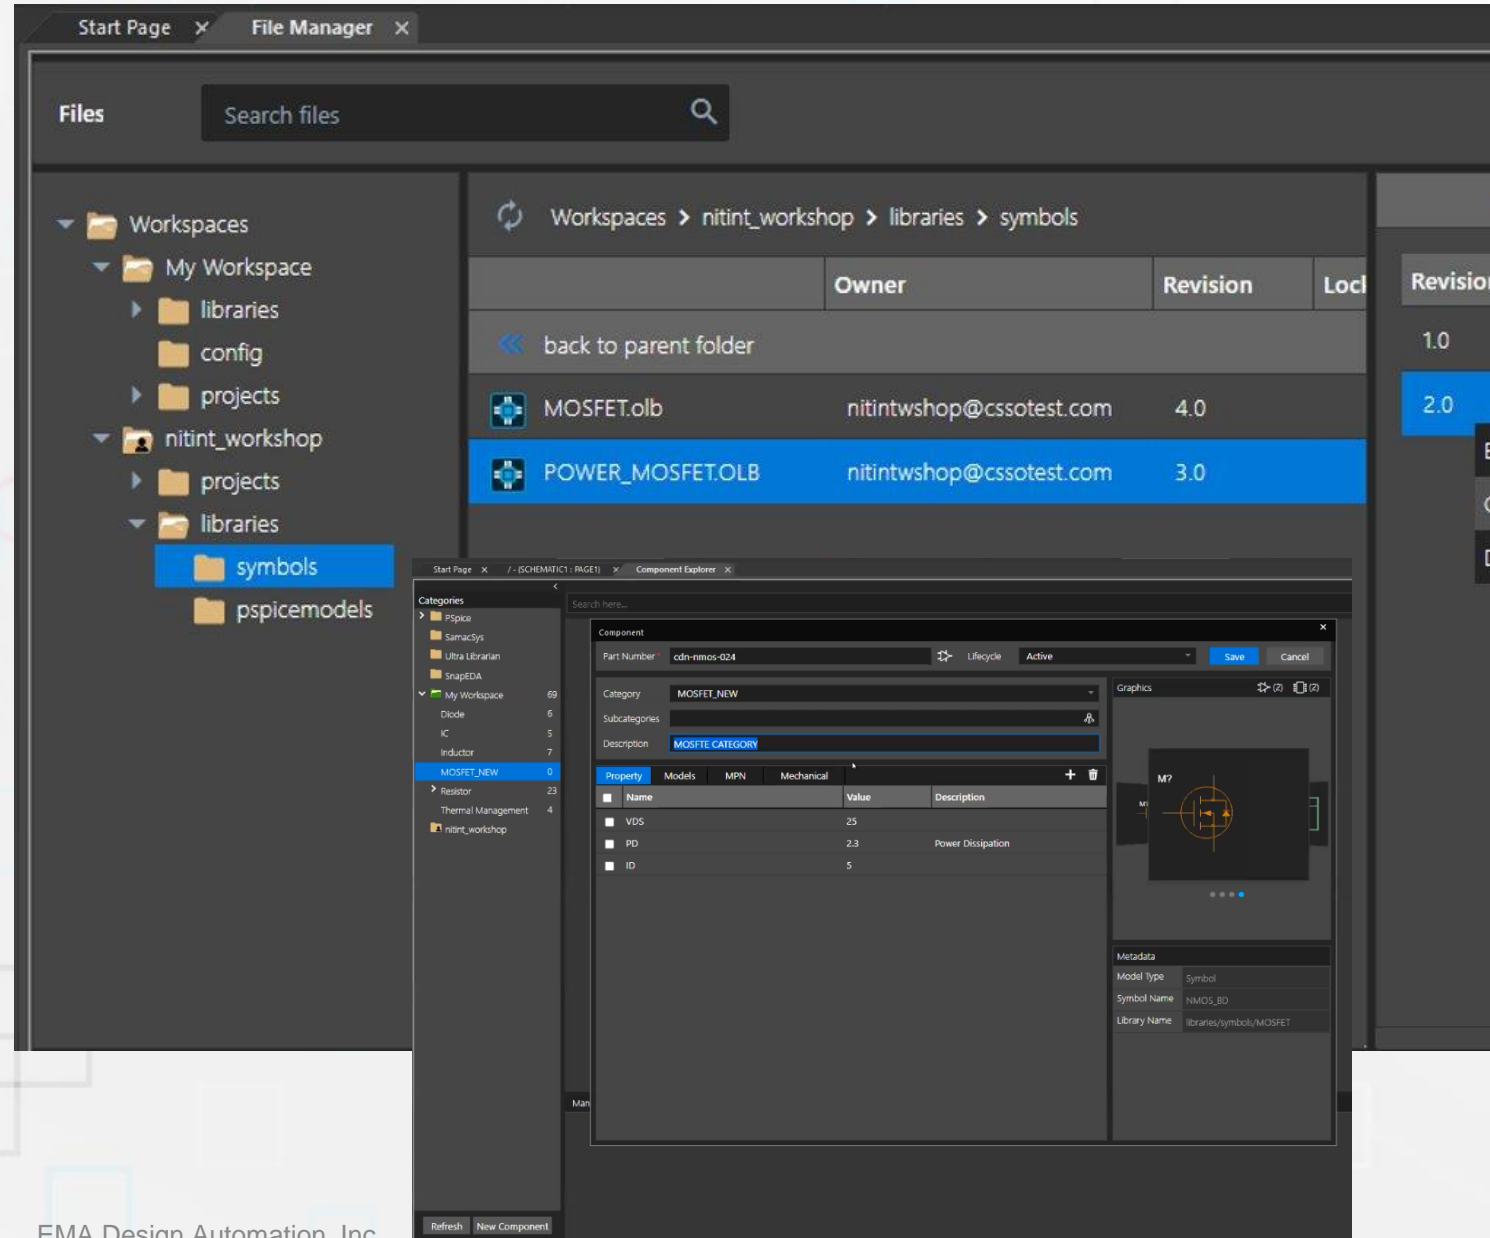 Start Page
File Manager
Files
Search files
Workspaces
My Workspace
libraries
config
projects
nitint_workshop
projects
libraries
symbols
pspicemodels
Workspaces > nitint_workshop > libraries > symbols
Owner Revision
back to parent folder
MOSFET.olb nitintwshop@cssotest.com 4.0
POWER_MOSFET.OLB nitintwshop@cssotest.com 3.0
1.0
2.0
Start Page / - (SCHEMATIC1 : PAGE1) Component Explorer
Categories
PSpice
SamacSys
Ultra Librarian
SnapEDA
My Workspace 69
Diode 6
IC 5
Inductor 7
MOSFET_NEW 0
Resistor 23
Thermal Management 4
nitint_workshop
Refresh New Component
Search here...
Component
Part Number* cdn-nmos-024 Lifecycle Active Save Cancel
Category MOSFET_NEW
Subcategories
Description MOSFTE CATEGORY
Property Models MPN Mechanical
Name Value Description
VDS 25
PD 2.3 Power Dissipation
ID 5
Graphics (2) (2)
M?
Metadata
Model Type Symbol
Symbol Name NMOS_BD
Library Name libraries/symbols/MOSFET
EMA Design Automation, Inc